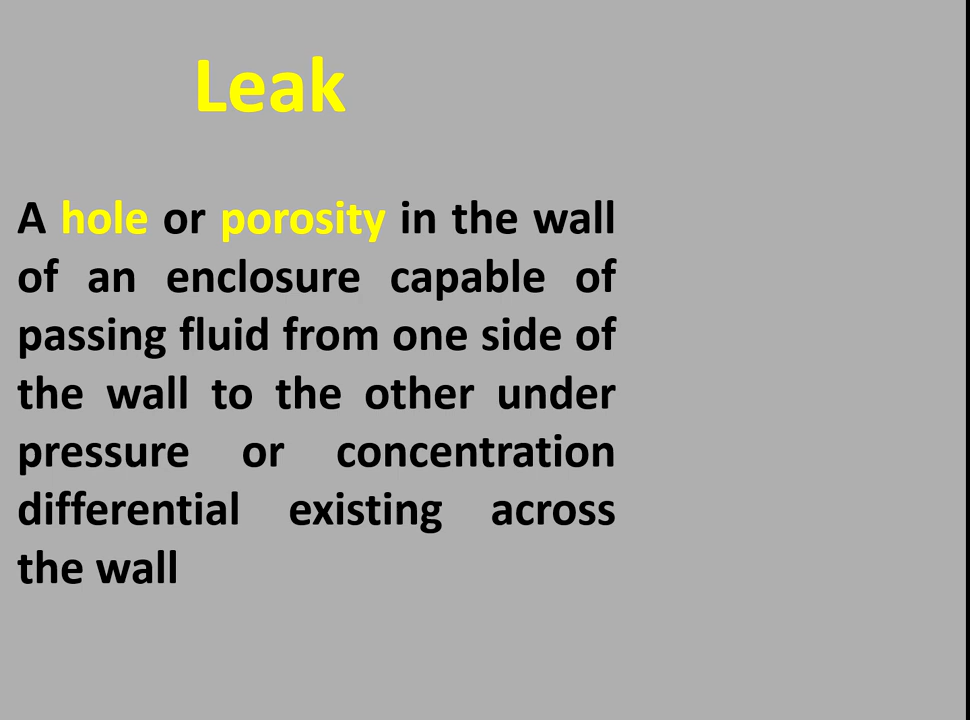 Leak
A hole or porosity in the wall
of an enclosure capable of
passing fluid from one side of
the wall to the other under
pressure or concentration
differential existing across
the wall